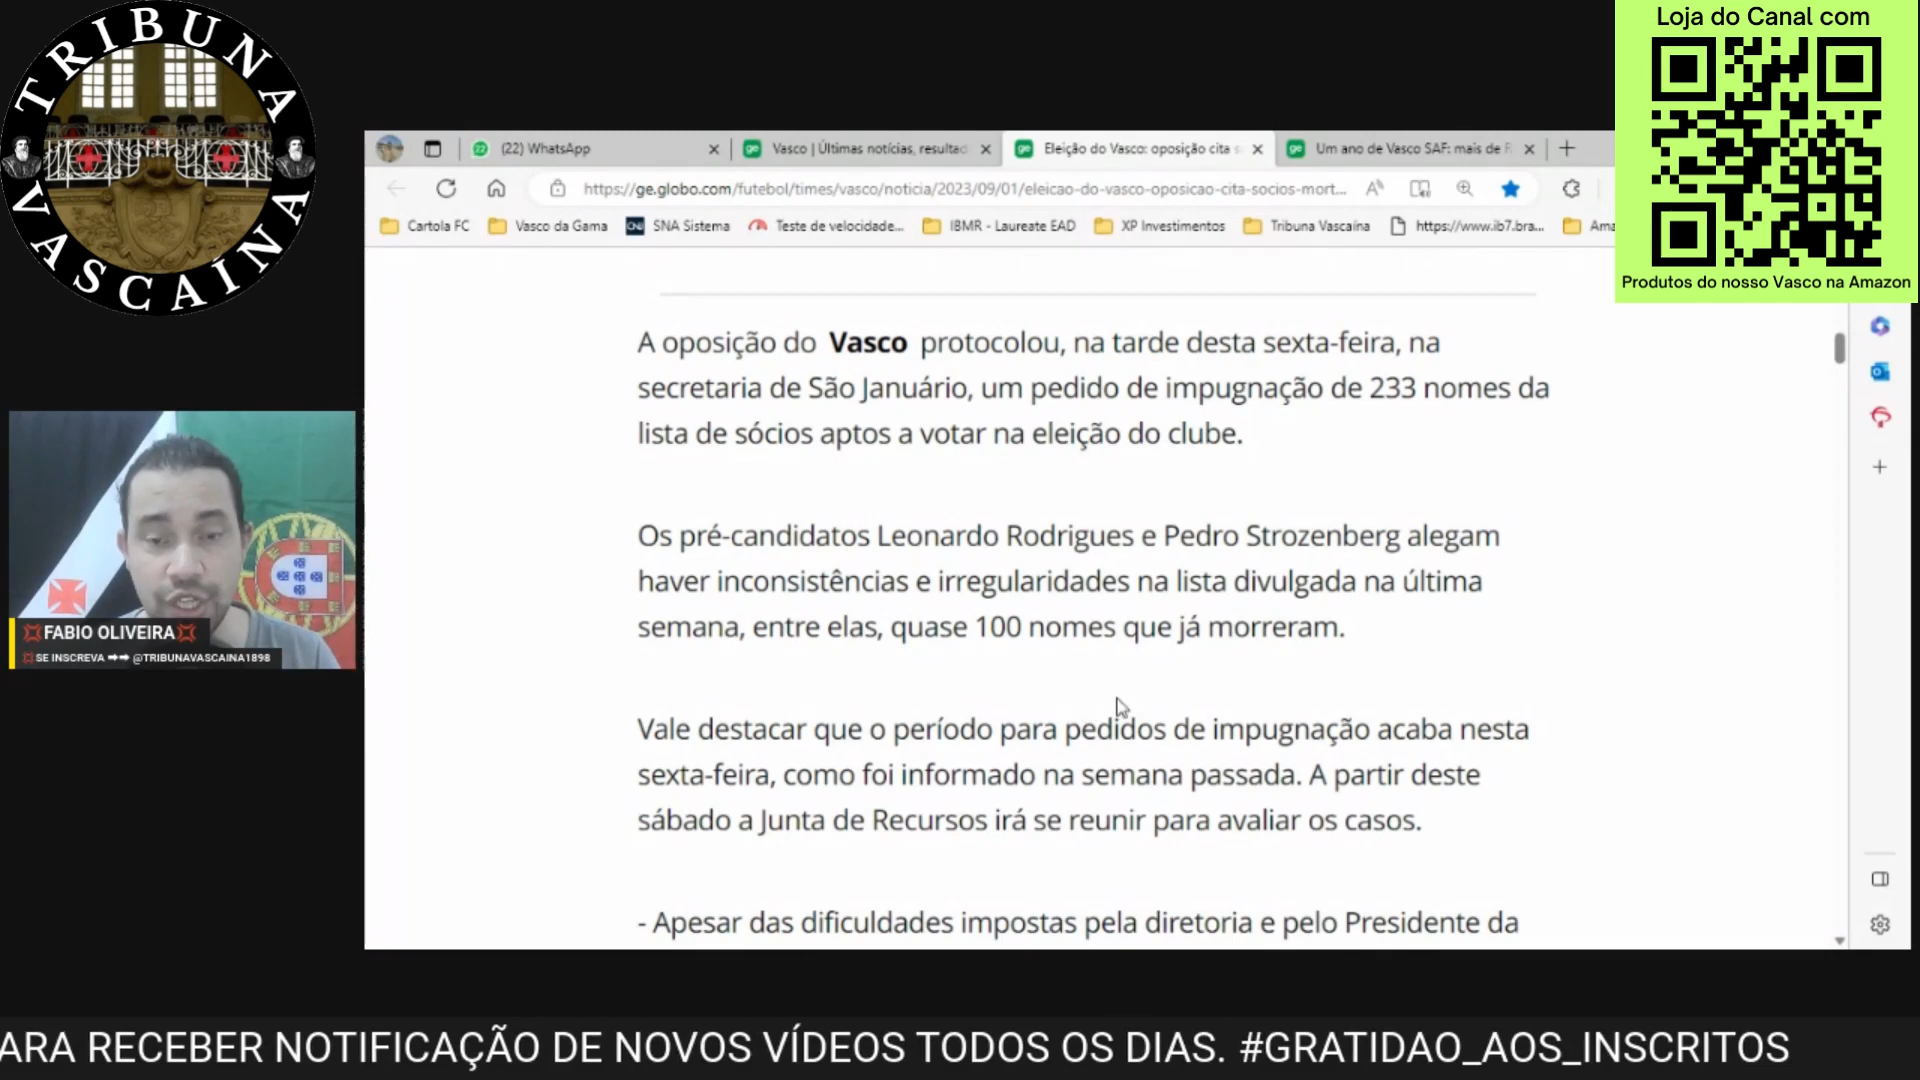 TRIBUNA
VASCAÍNA
Loja do Canal com
Produtos do nosso Vasco na Amazon
(22) WhatsApp
Vasco | Últimas notícias, resultad
Eleição do Vasco: oposição cita s
Um ano de Vasco SAF: mais de R
https://ge.globo.com/futebol/times/vasco/noticia/2023/09/01/eleicao-do-vasco-oposicao-cita-socios-mort...
Cartola FC
Vasco da Gama
SNA Sistema
Teste de velocidade...
IBMR - Laureate EAD
XP Investimentos
Tribuna Vascaína
https://www.ib7.bra...
Ama
A oposição do Vasco protocolou, na tarde desta sexta-feira, na
secretaria de São Januário, um pedido de impugnação de 233 nomes da
lista de sócios aptos a votar na eleição do clube.
Os pré-candidatos Leonardo Rodrigues e Pedro Strozenberg alegam
haver inconsistências e irregularidades na lista divulgada na última
semana, entre elas, quase 100 nomes que já morreram.
Vale destacar que o período para pedidos de impugnação acaba nesta
sexta-feira, como foi informado na semana passada. A partir deste
sábado a Junta de Recursos irá se reunir para avaliar os casos.
- Apesar das dificuldades impostas pela diretoria e pelo Presidente da
FABIO OLIVEIRA
SE INSCREVA ➡➡ @TRIBUNAVASCAINA1898
ARA RECEBER NOTIFICAÇÃO DE NOVOS VÍDEOS TODOS OS DIAS. #GRATIDAO_AOS_INSCRITOS